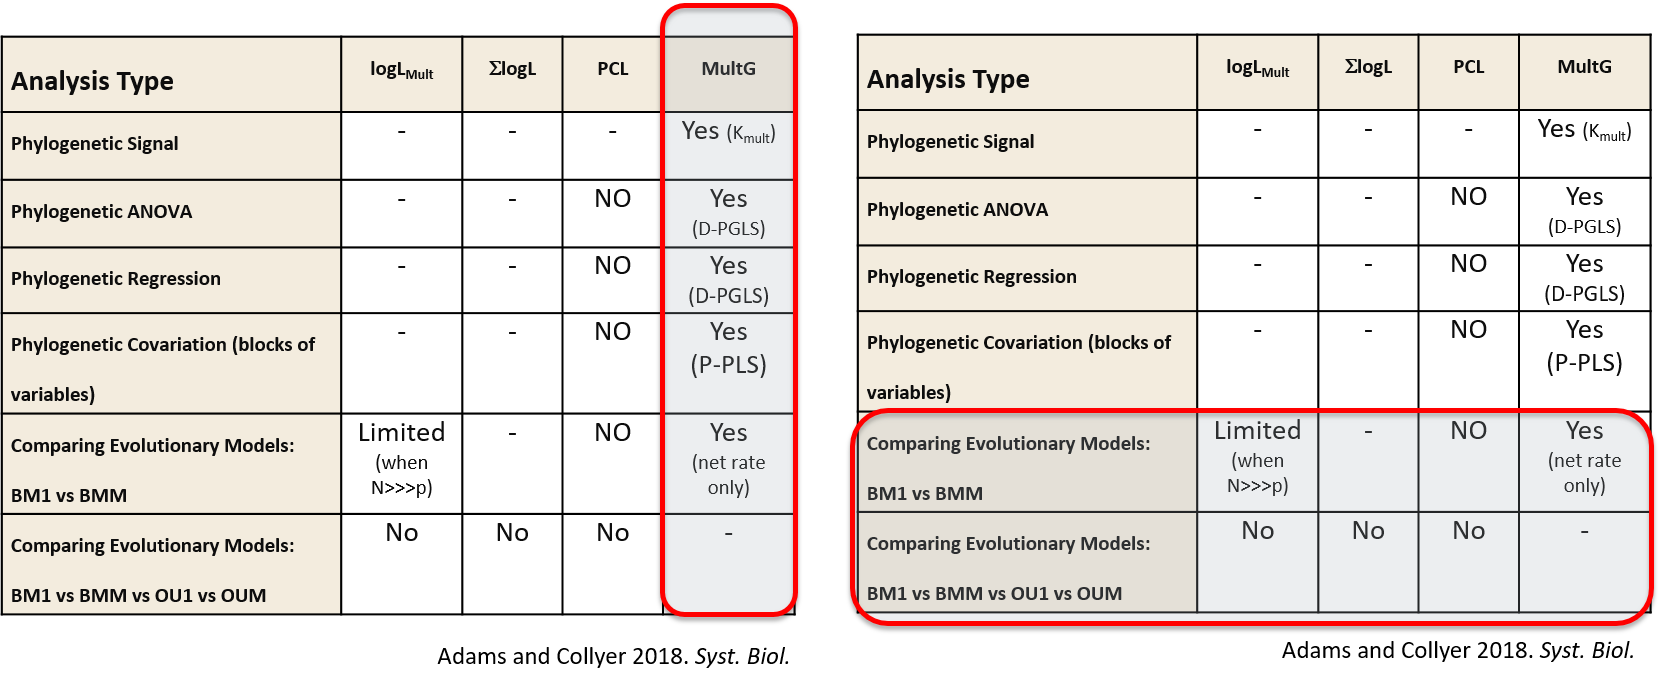 Analysis Type logL_Mult ΣlogL PCL MultG
Phylogenetic Signal - - - Yes (K_mult)
Phylogenetic ANOVA - - NO Yes
(D-PGLS)
Phylogenetic Regression - - NO Yes
(D-PGLS)
Phylogenetic Covariation (blocks of - - NO Yes
variables) (P-PLS)
Comparing Evolutionary Models: Limited - NO Yes
(when (net rate
BM1 vs BMM N>>>p) only)
Comparing Evolutionary Models: No No No -
BM1 vs BMM vs OU1 vs OUM
Adams and Collyer 2018. Syst. Biol.
Analysis Type logL_Mult ΣlogL PCL MultG
Phylogenetic Signal - - - Yes (K_mult)
Phylogenetic ANOVA - - NO Yes
(D-PGLS)
Phylogenetic Regression - - NO Yes
(D-PGLS)
Phylogenetic Covariation (blocks of - - NO Yes
variables) (P-PLS)
Comparing Evolutionary Models: Limited - NO Yes
(when (net rate
BM1 vs BMM N>>>p) only)
Comparing Evolutionary Models: No No No -
BM1 vs BMM vs OU1 vs OUM
Adams and Collyer 2018. Syst. Biol.